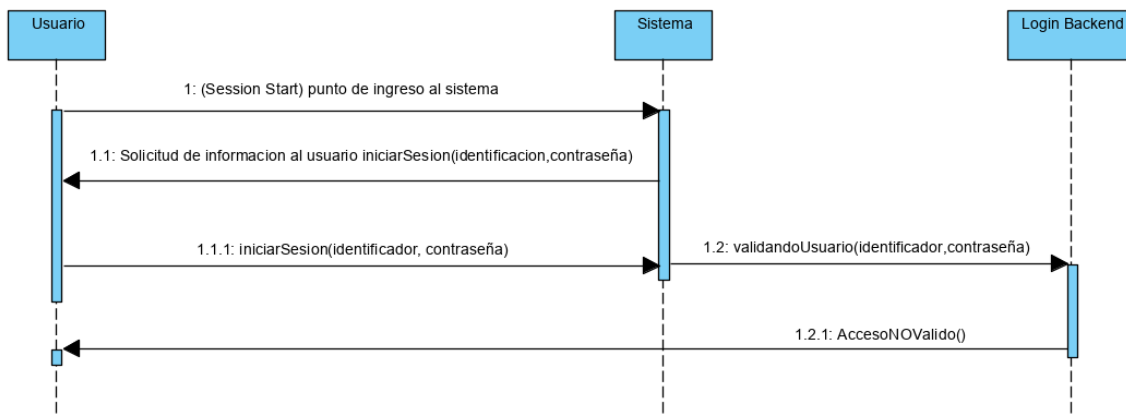 Usuario
Sistema
Login Backend
1: (Session Start) punto de ingreso al sistema
1.1: Solicitud de informacion al usuario iniciarSesion(identificacion,contraseña)
1.1.1: iniciarSesion(identificador, contraseña)
1.2: validandoUsuario(identificador,contraseña)
1.2.1: AccesoNOValido()